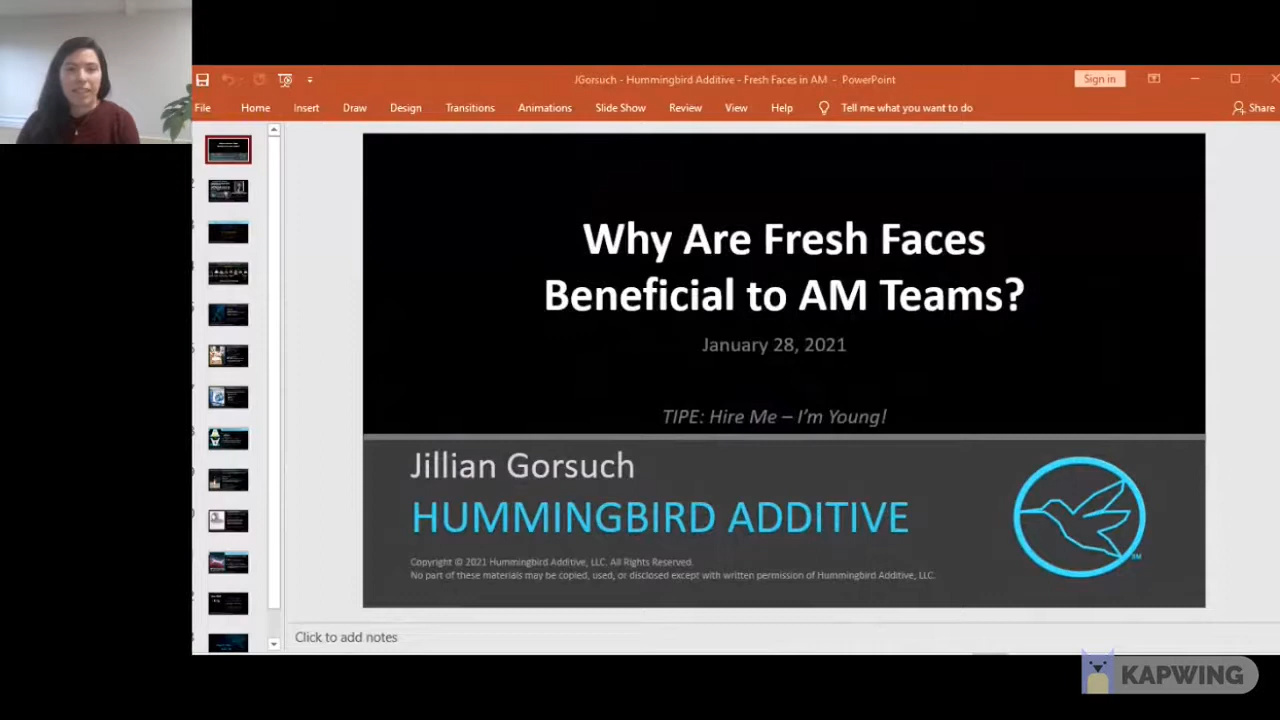 JGorsuch - Hummingbird Additive - Fresh Faces in AM - PowerPoint
Sign in
File Home Insert Draw Design Transitions Animations Slide Show Review View Help Tell me what you want to do Share
Why Are Fresh Faces
Beneficial to AM Teams?
January 28, 2021
TIPE: Hire Me – I'm Young!
Jillian Gorsuch
HUMMINGBIRD ADDITIVE
SM
Copyright © 2021 Hummingbird Additive, LLC. All Rights Reserved.
No part of these materials may be copied, used, or disclosed except with written permission of Hummingbird Additive, LLC.
Click to add notes
KAPWING